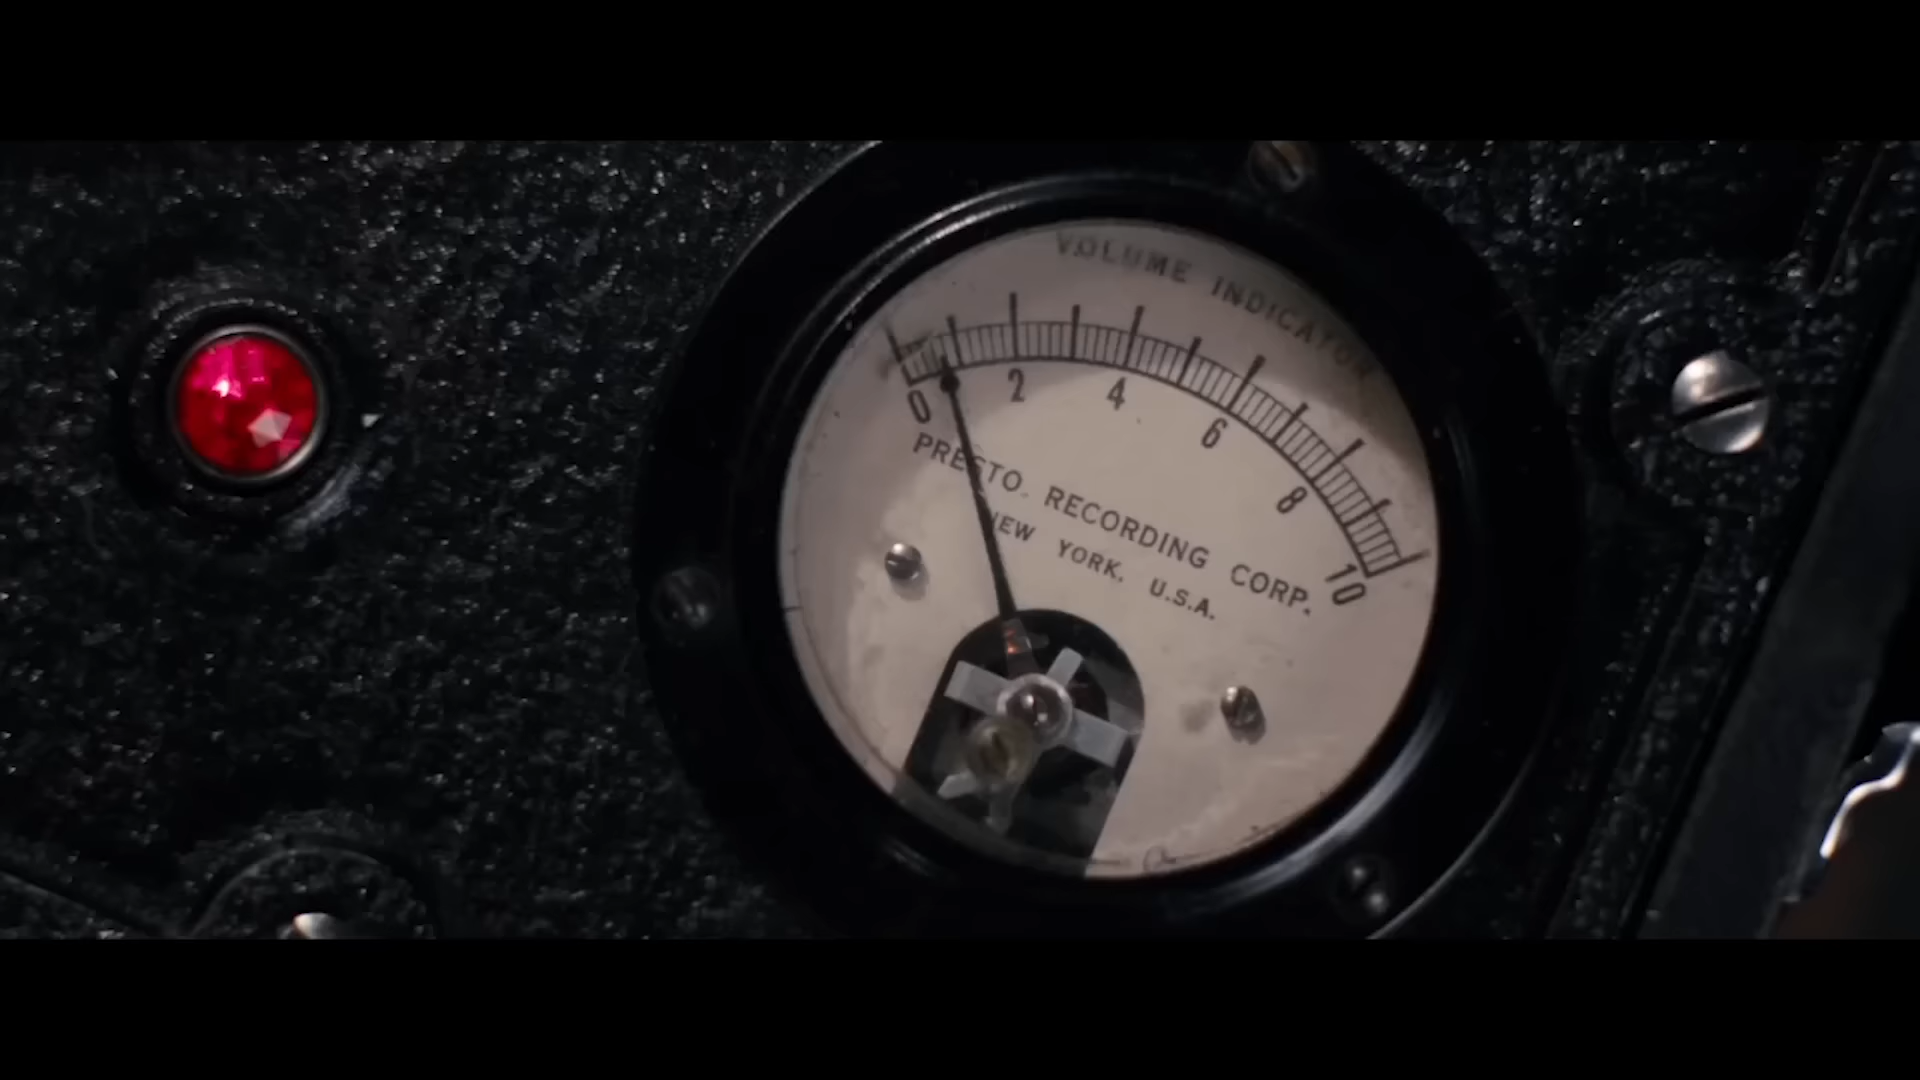 VOLUME INDICATOR
0 2 4 6 8 10
PRESTO RECORDING CORP.
NEW YORK, U.S.A.